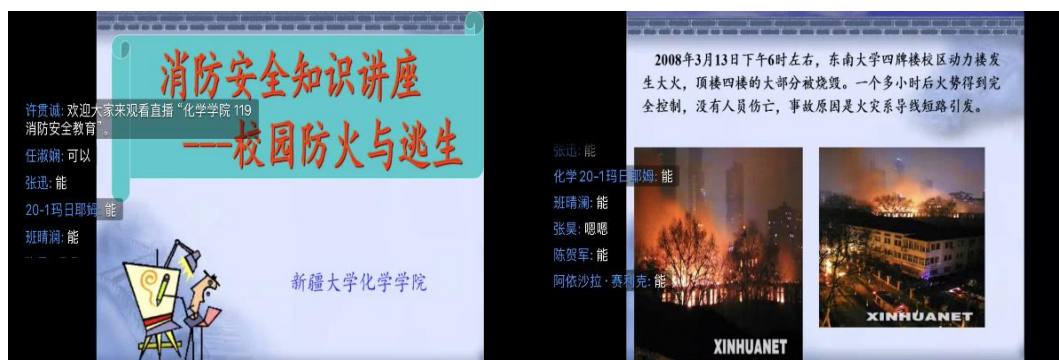 消防安全知识讲座
---校园防火与逃生
许贯诚: 欢迎大家来观看直播 “化学学院 119
消防安全教育”。
任淑娴: 可以
张迅: 能
20-1玛日耶姆: 能
班晴澜: 能
新疆大学化学学院
2008年3月13日下午6时左右，东南大学四牌楼校区动力楼发
生大火，顶楼四楼的大部分被烧毁。一个多小时后火势得到完
全控制，没有人员伤亡，事故原因是火灾系导线短路引发。
张迅: 能
化学 20-1玛日耶姆: 能
班晴澜: 能
张昊: 嗯嗯
陈贺军: 能
阿依沙拉·赛利克: 能
XINHUANET
XINHUANET